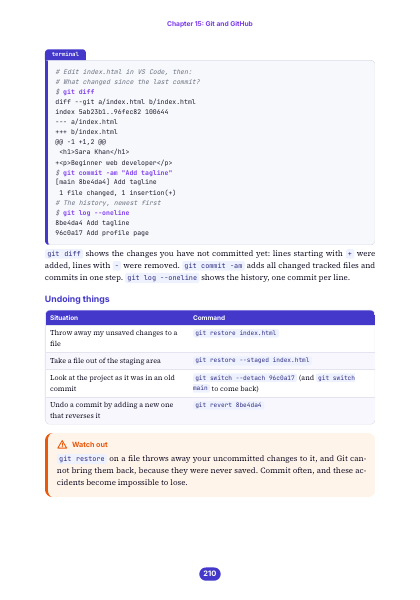 Chapter 15: Git and GitHub
terminal
# Edit index.html in VS Code, then:
# What changed since the last commit?
$ git diff
diff --git a/index.html b/index.html
index 5ab23b1..96fec82 100644
--- a/index.html
+++ b/index.html
@@ -1 +1,2 @@
 <h1>Sara Khan</h1>
+<p>Beginner web developer</p>
$ git commit -am "Add tagline"
[main 8be4da4] Add tagline
 1 file changed, 1 insertion(+)
# The history, newest first
$ git log --oneline
8be4da4 Add tagline
96c0a17 Add profile page
git diff shows the changes you have not committed yet: lines starting with + were
added, lines with - were removed. git commit -am adds all changed tracked files and
commits in one step. git log --oneline shows the history, one commit per line.
Undoing things
Situation Command
Throw away my unsaved changes to a git restore index.html
file
Take a file out of the staging area git restore --staged index.html
Look at the project as it was in an old git switch --detach 96c0a17 (and git switch
commit main to come back)
Undo a commit by adding a new one git revert 8be4da4
that reverses it
Watch out
git restore on a file throws away your uncommitted changes to it, and Git can-
not bring them back, because they were never saved. Commit often, and these ac-
cidents become impossible to lose.
210